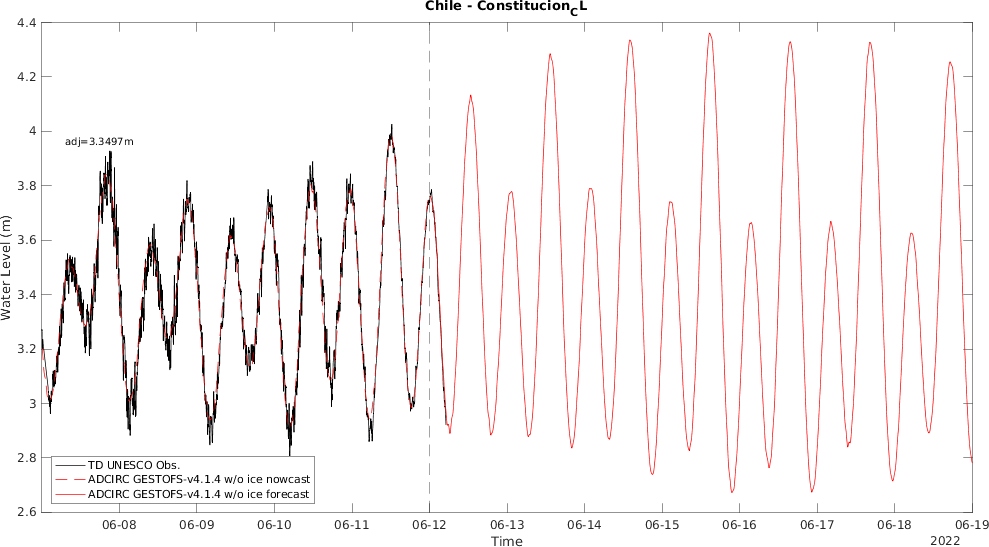 Chile - Constitucion_CL
4.4
4.2
4
3.8
3.6
3.4
3.2
3
2.8
2.6
Water Level (m)
adj=3.3497m
TD UNESCO Obs.
ADCIRC GESTOFS-v4.1.4 w/o ice nowcast
ADCIRC GESTOFS-v4.1.4 w/o ice forecast
06-08 06-09 06-10 06-11 06-12 06-13 06-14 06-15 06-16 06-17 06-18 06-19
Time
2022